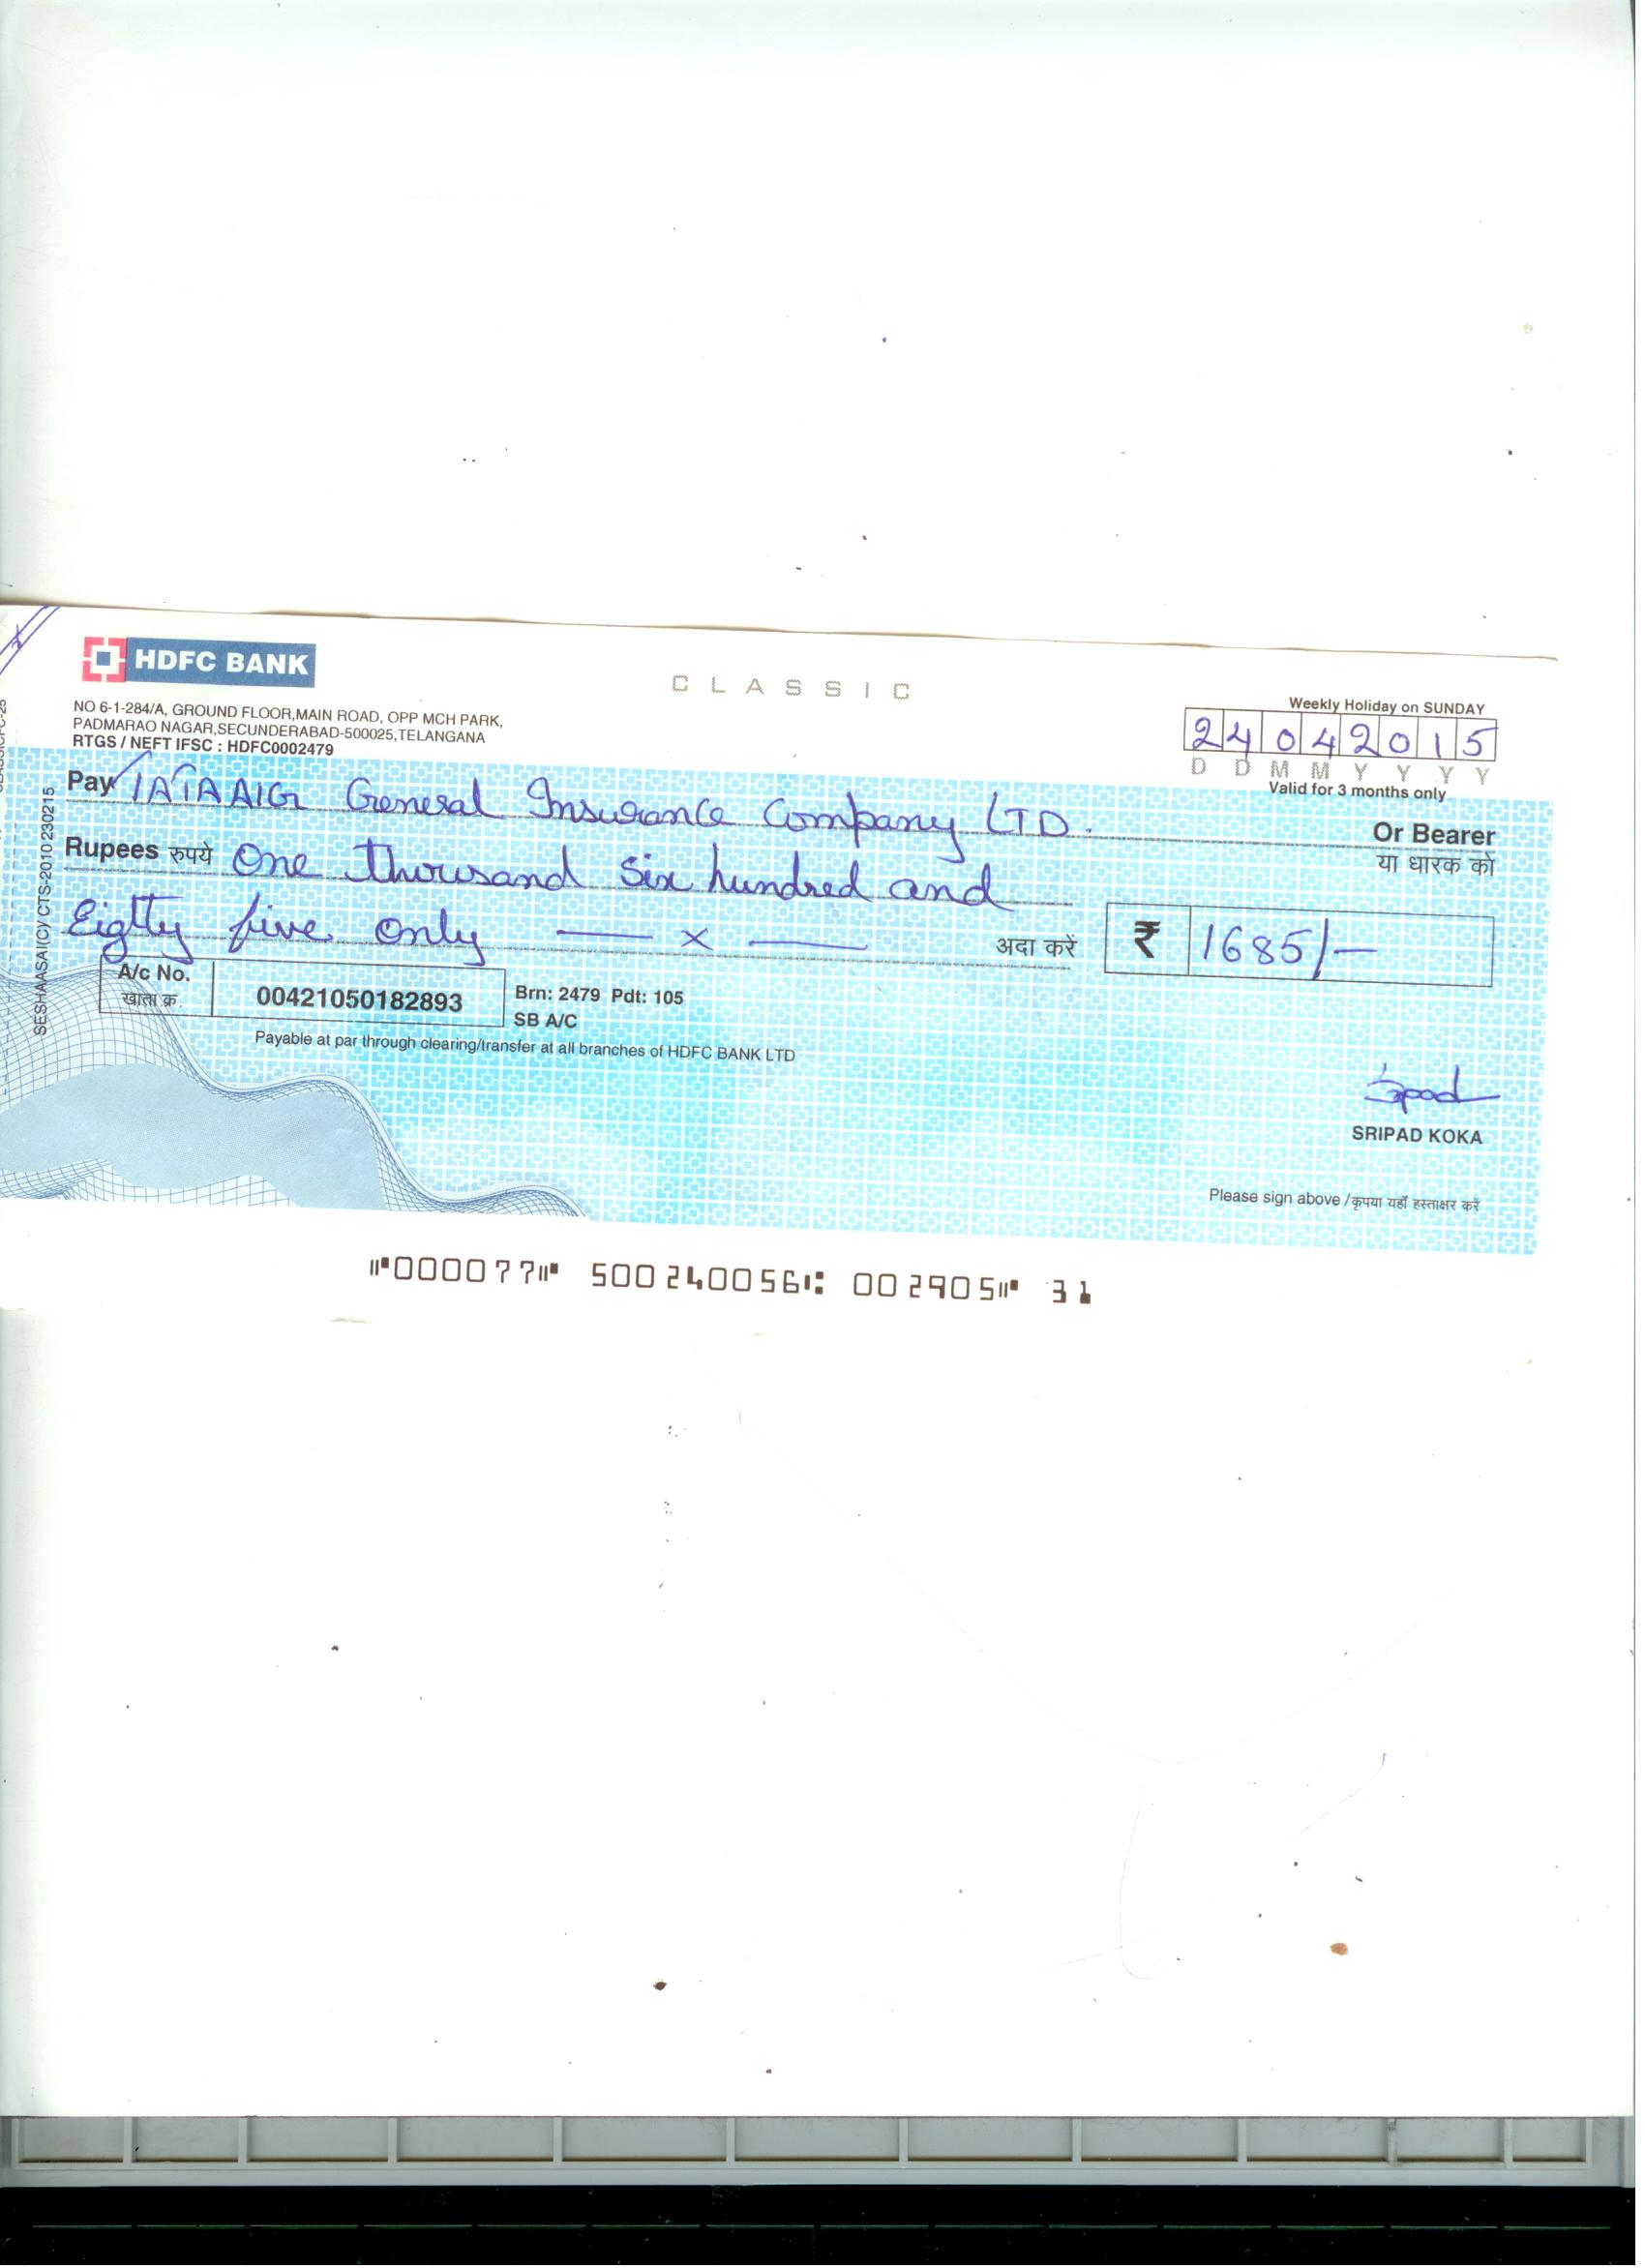 HDFC BANK
CLASSIC
NO 6-1-284/A, GROUND FLOOR,MAIN ROAD, OPP MCH PARK,
PADMARAO NAGAR,SECUNDERABAD-500025,TELANGANA
RTGS / NEFT IFSC : HDFC0002479
Weekly Holiday on SUNDAY
24042015
D D M M Y Y Y Y
Valid for 3 months only
Pay TATAAIG General Insurance Company LTD.
Or Bearer
या धारक को
Rupees रुपये One thousand six hundred and
Eighty five only — x —
अदा करें
₹ 1685/-
A/c No.
खाता क्र.
00421050182893
Brn: 2479 Pdt: 105
SB A/C
Payable at par through clearing/transfer at all branches of HDFC BANK LTD
SRIPAD KOKA
Please sign above /कृपया यहाँ हस्ताक्षर करें
SESHAASAI(C)/ CTS-2010 230215
⑈000077⑈ 500240056⑆ 002905⑈ 31